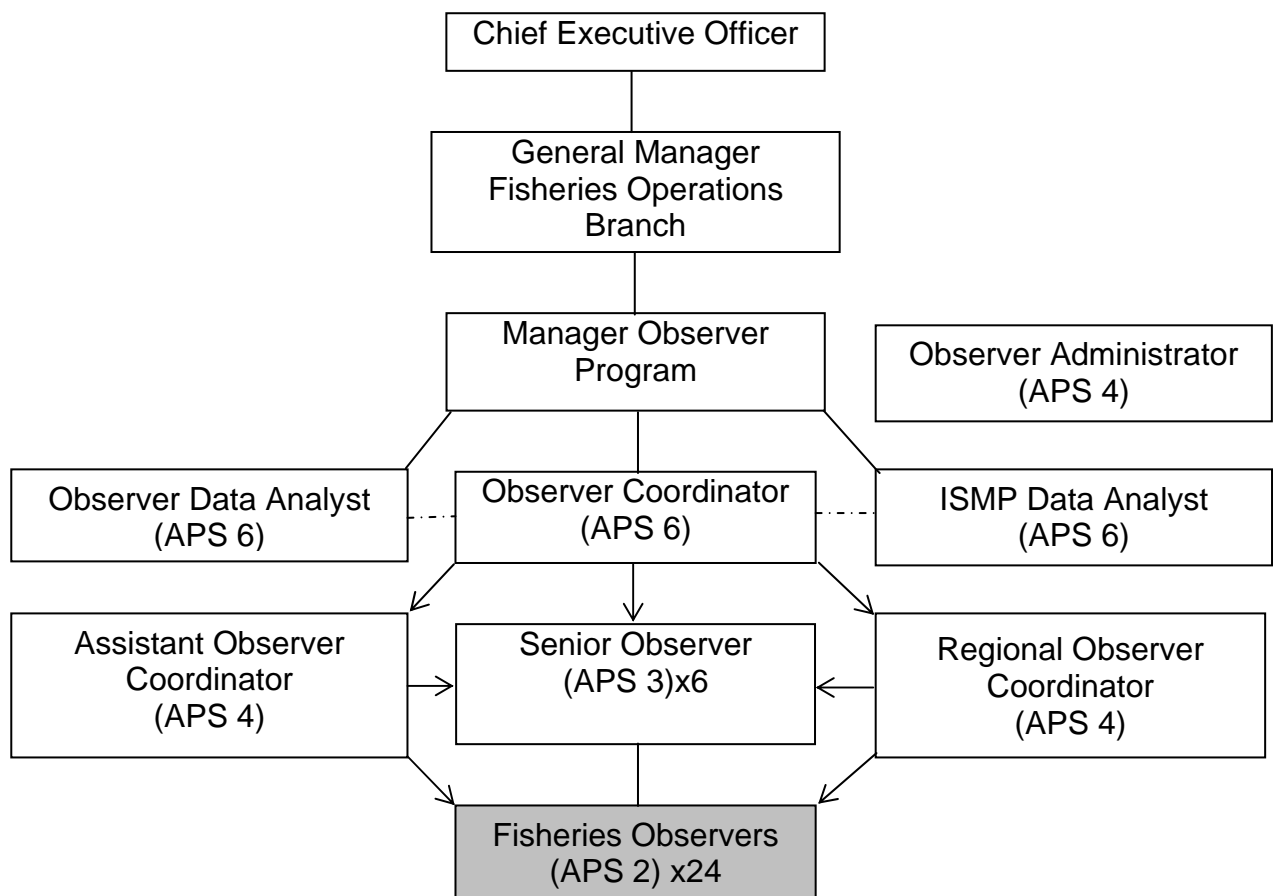 Chief Executive Officer
General Manager
Fisheries Operations
Branch
Manager Observer
Program
Observer Administrator
(APS 4)
Observer Data Analyst
(APS 6)
Observer Coordinator
(APS 6)
ISMP Data Analyst
(APS 6)
Assistant Observer
Coordinator
(APS 4)
Senior Observer
(APS 3)x6
Regional Observer
Coordinator
(APS 4)
Fisheries Observers
(APS 2) x24